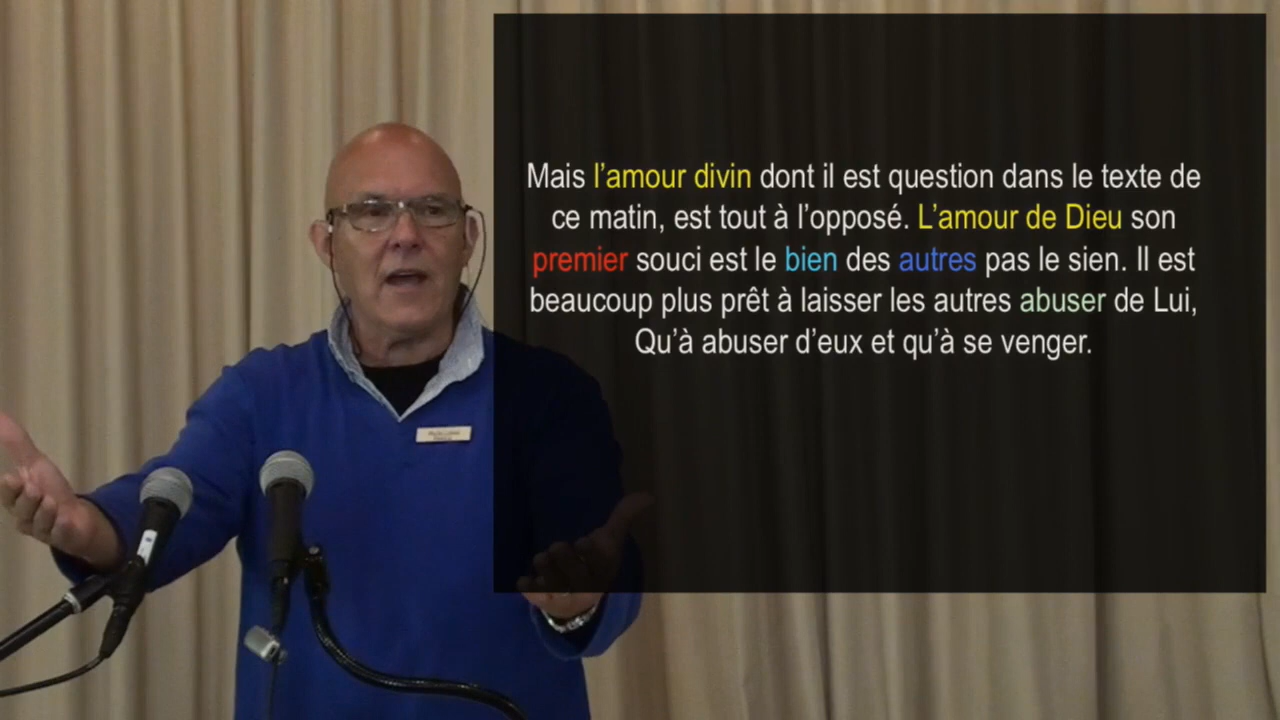 Mais l’amour divin dont il est question dans le texte de
ce matin, est tout à l’opposé. L’amour de Dieu son
premier souci est le bien des autres pas le sien. Il est
beaucoup plus prêt à laisser les autres abuser de Lui,
Qu’à abuser d’eux et qu’à se venger.